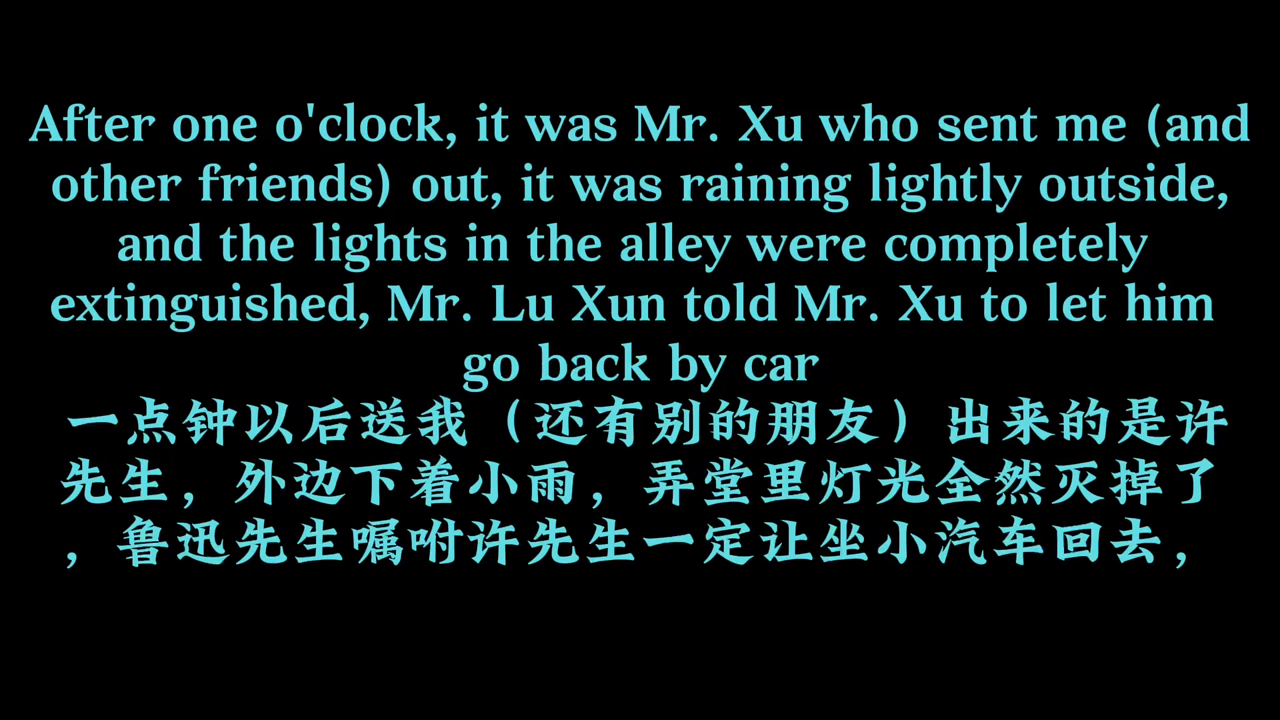 After one o'clock, it was Mr. Xu who sent me (and
other friends) out, it was raining lightly outside,
and the lights in the alley were completely
extinguished, Mr. Lu Xun told Mr. Xu to let him
go back by car
一点钟以后送我（还有别的朋友）出来的是许
先生，外边下着小雨，弄堂里灯光全然灭掉了
，鲁迅先生嘱咐许先生一定让坐小汽车回去，